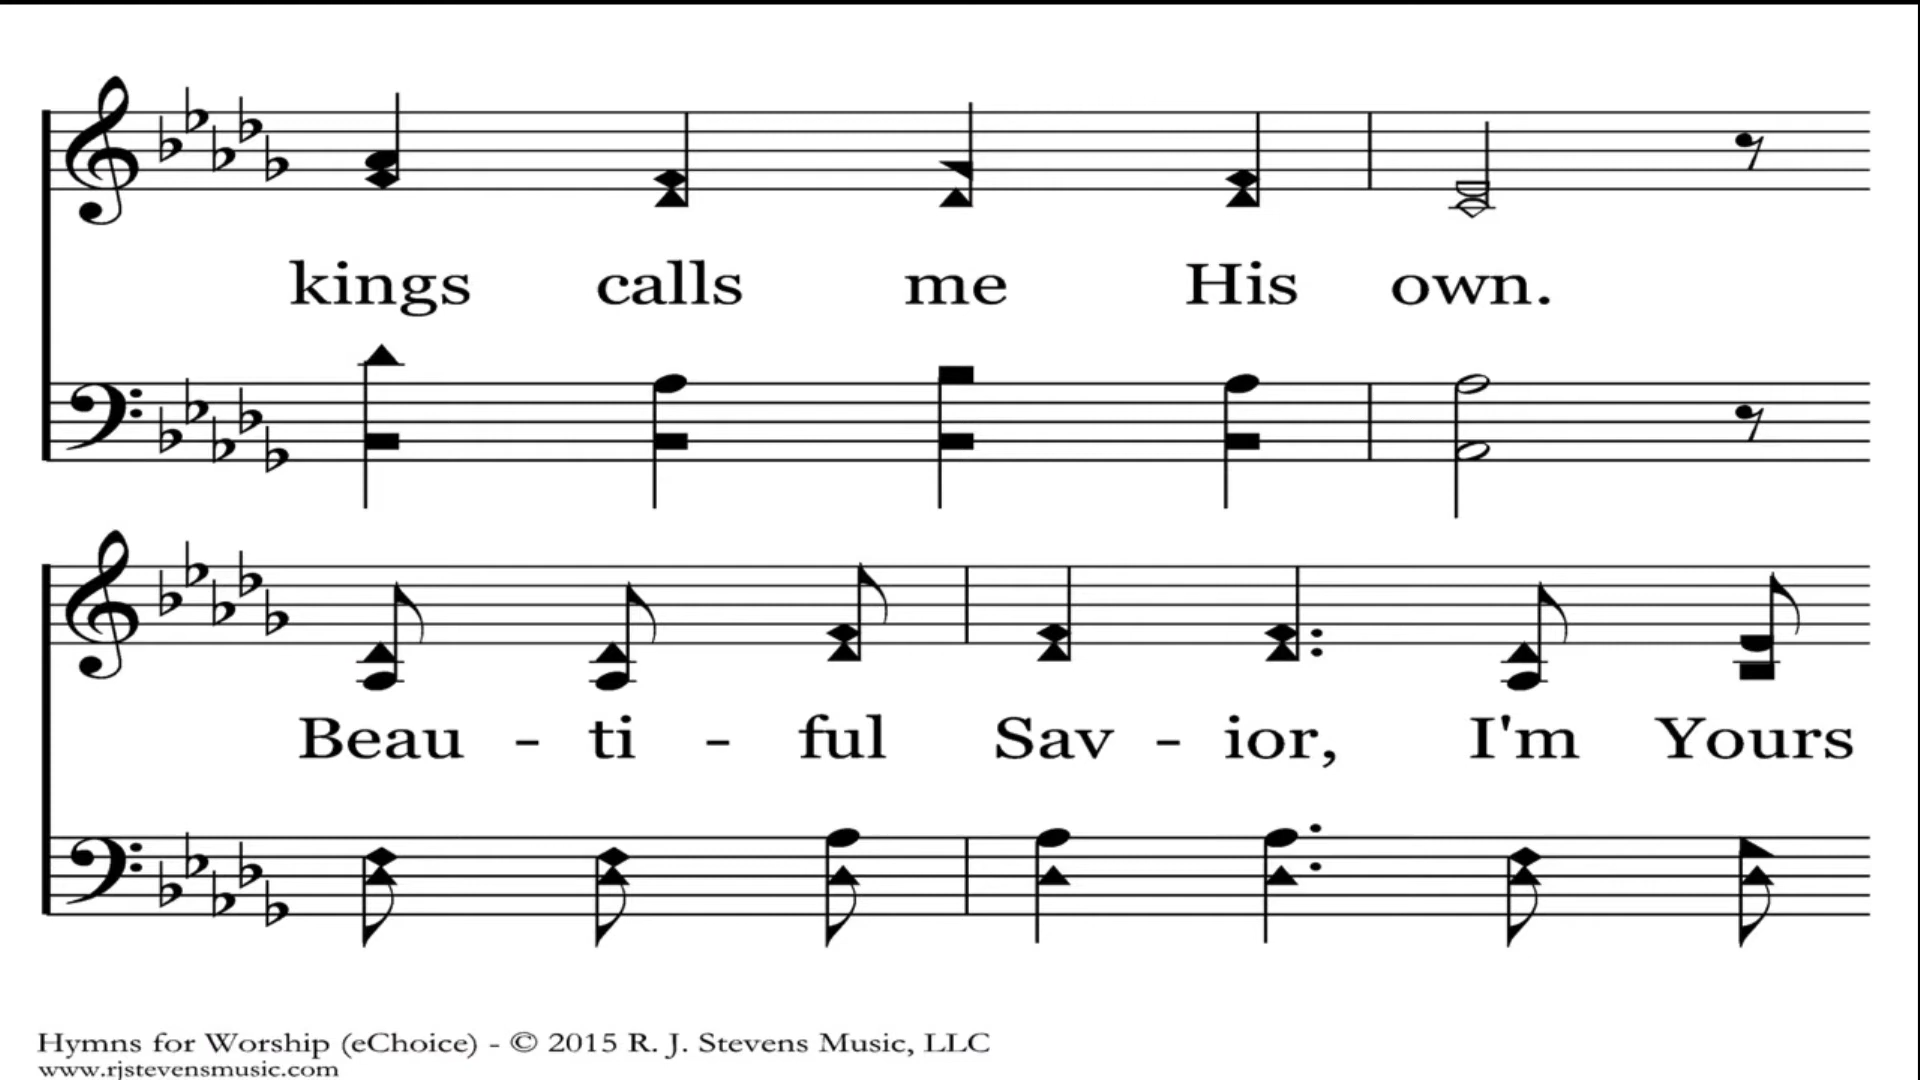 kings calls me His own.
Beau - ti - ful Sav - ior, I'm Yours
Hymns for Worship (eChoice) - © 2015 R. J. Stevens Music, LLC
www.rjstevensmusic.com